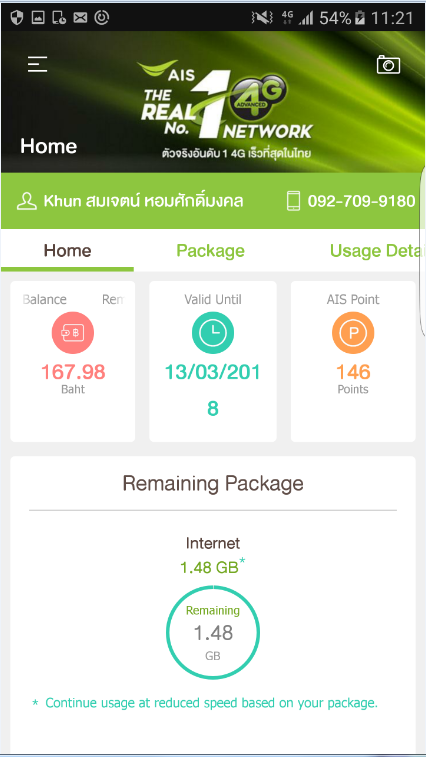 4G 54% 11:21
AIS
THE
REAL
No.
1
4G
ADVANCED
NETWORK
ตัวจริงอันดับ 1 4G เร็วที่สุดในไทย
Home
Khun สมเจตน์ หอมศักดิ์มงคล 092-709-9180
Home Package Usage Deta
Balance Ren Valid Until AIS Point
฿ P
167.98 13/03/201 146
Baht 8 Points
Remaining Package
Internet
1.48 GB*
Remaining
1.48
GB
* Continue usage at reduced speed based on your package.